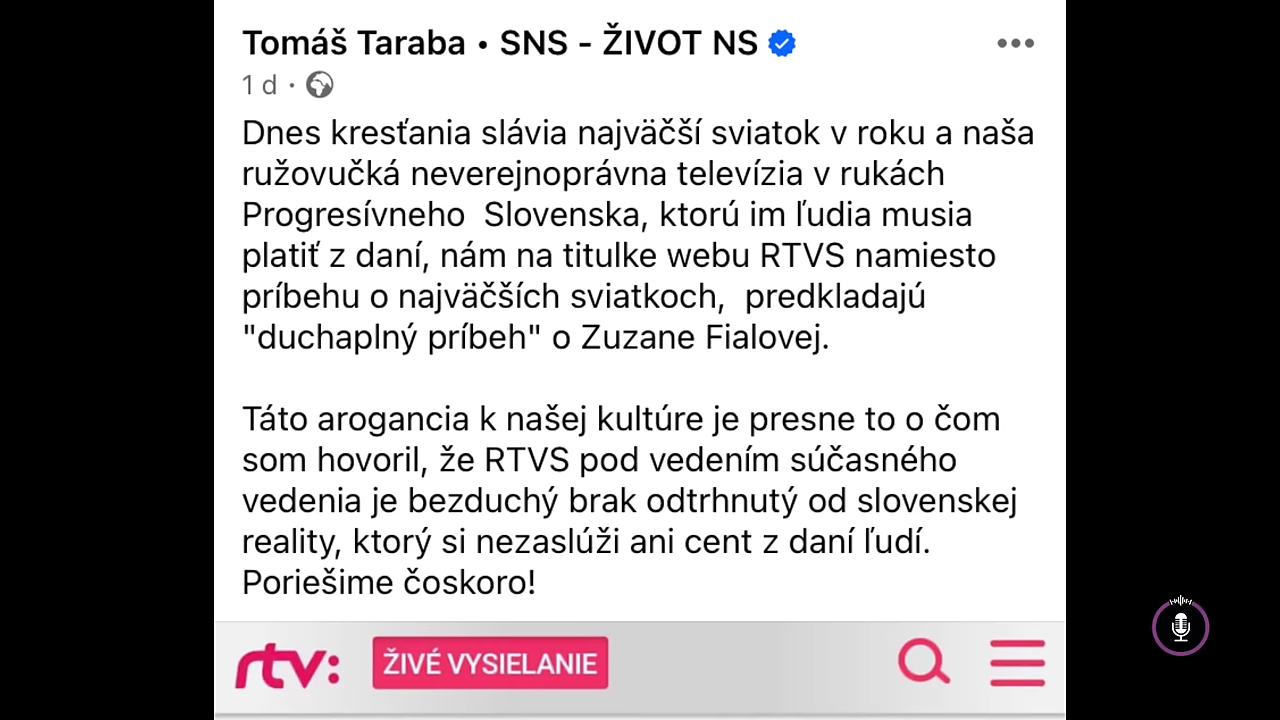 Tomáš Taraba • SNS - ŽIVOT NS
1 d ·
Dnes kresťania slávia najväčší sviatok v roku a naša
ružovučká neverejnoprávna televízia v rukách
Progresívneho  Slovenska, ktorú im ľudia musia
platiť z daní, nám na titulke webu RTVS namiesto
príbehu o najväčších sviatkoch,  predkladajú
"duchaplný príbeh" o Zuzane Fialovej.
Táto arogancia k našej kultúre je presne to o čom
som hovoril, že RTVS pod vedením súčasného
vedenia je bezduchý brak odtrhnutý od slovenskej
reality, ktorý si nezaslúži ani cent z daní ľudí.
Poriešime čoskoro!
rtv:
ŽIVÉ VYSIELANIE